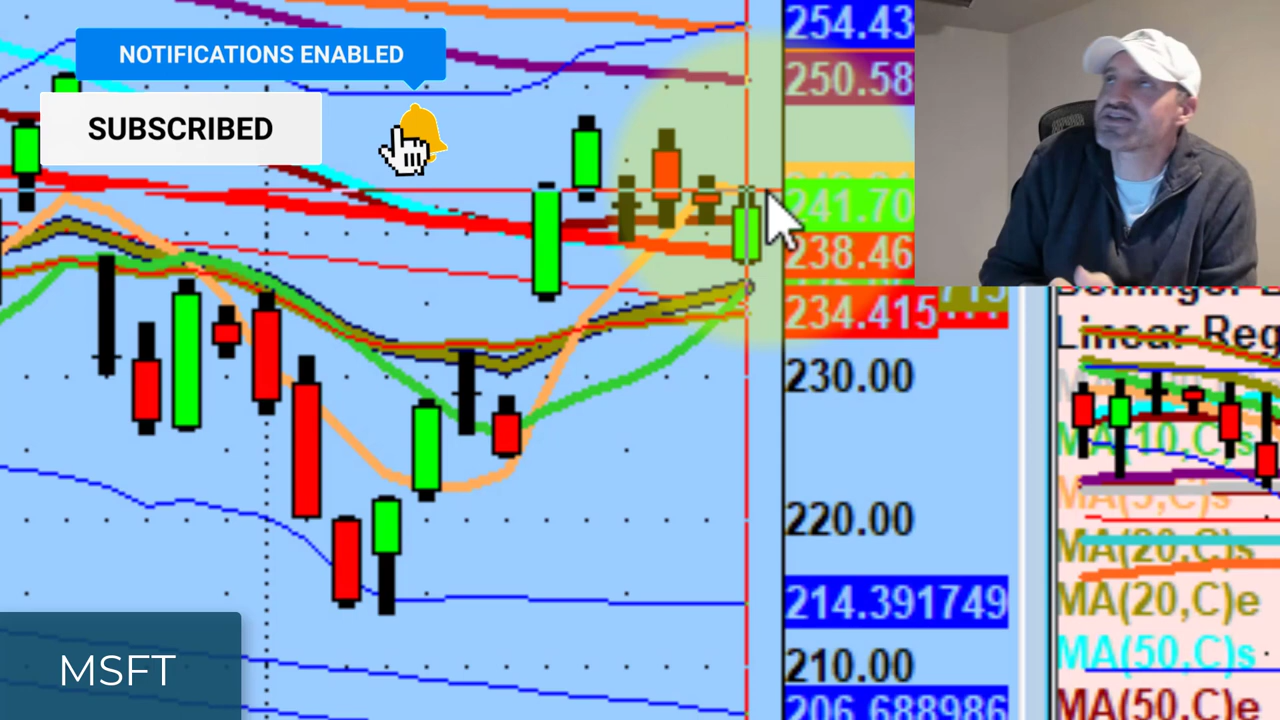 NOTIFICATIONS ENABLED
SUBSCRIBED
254.43
250.58
241.70
238.46
234.415
230.00
220.00
214.391749
210.00
206.688986
MSFT
Linear Reg
MA(10,C)s
MA(5,C)s
MA(20,C)s
MA(20,C)e
MA(50,C)s
MA(50,C)e